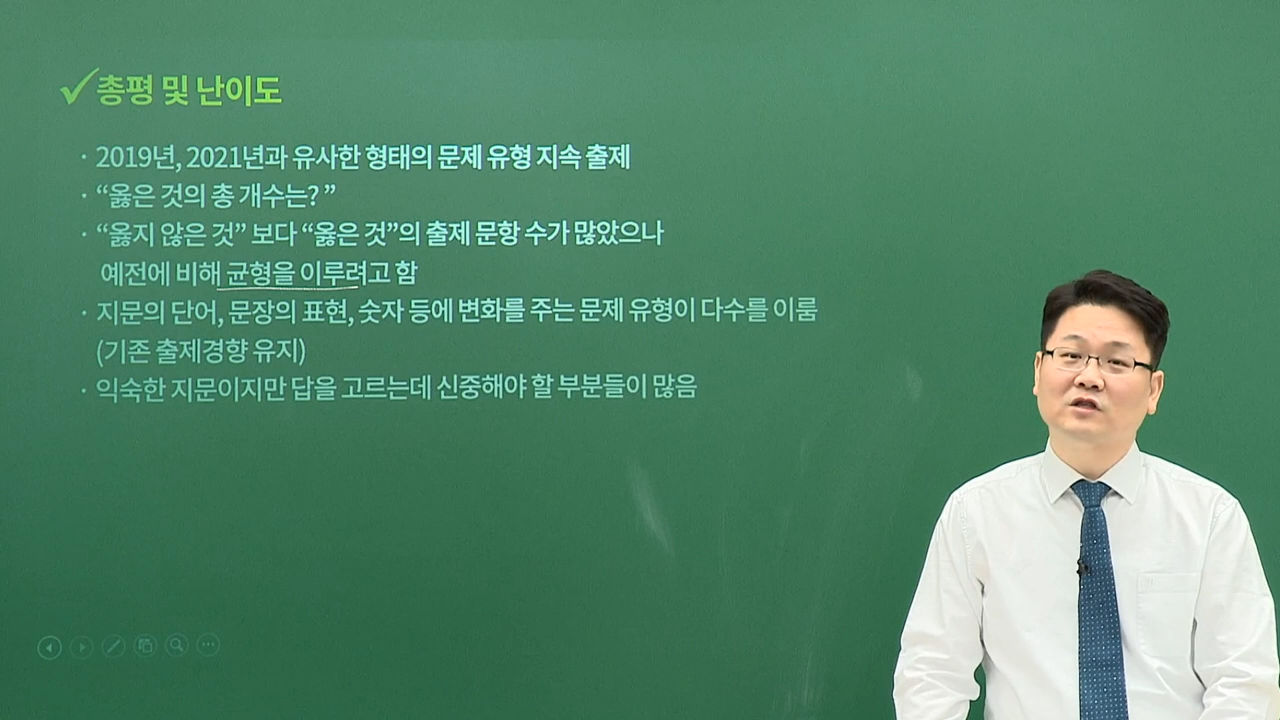 총평 및 난이도
· 2019년, 2021년과 유사한 형태의 문제 유형 지속 출제
· “옳은 것의 총 개수는? ”
· “옳지 않은 것” 보다 “옳은 것”의 출제 문항 수가 많았으나
예전에 비해 균형을 이루려고 함
· 지문의 단어, 문장의 표현, 숫자 등에 변화를 주는 문제 유형이 다수를 이룸
(기존 출제경향 유지)
· 익숙한 지문이지만 답을 고르는데 신중해야 할 부분들이 많음